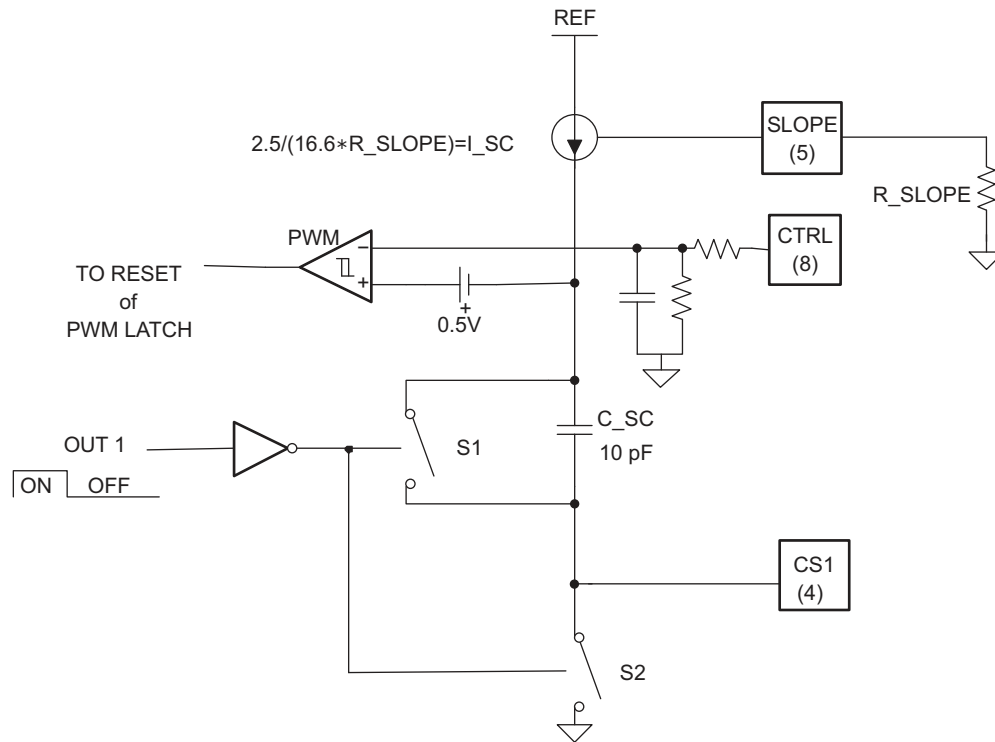 REF
2.5/(16.6*R_SLOPE)=I_SC
SLOPE
(5)
R_SLOPE
PWM
−
+
CTRL
(8)
TO RESET
of
PWM LATCH
+
0.5V
C_SC
10 pF
OUT 1
S1
ON OFF
CS1
(4)
S2